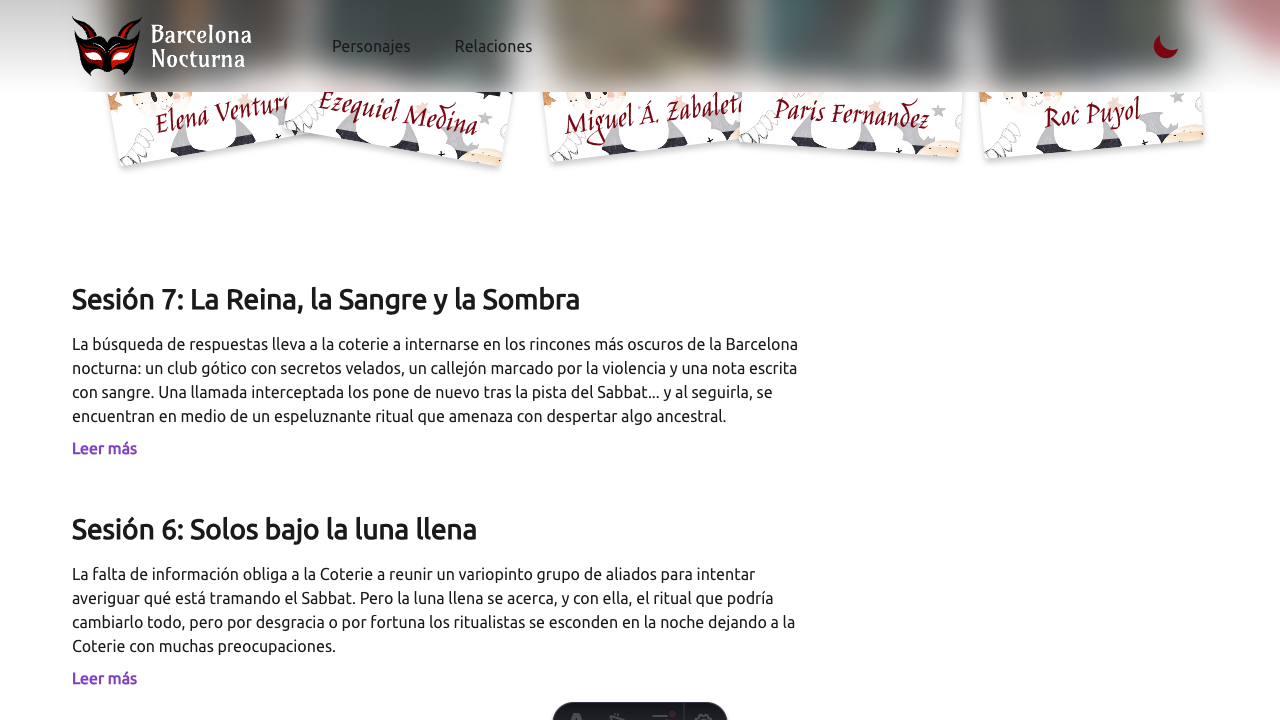 Barcelona
Nocturna
Personajes
Relaciones
Elena Ventura
Ezequiel Medina
Miguel Á. Zabaleta
Paris Fernandez
Roc Puyol
Sesión 7: La Reina, la Sangre y la Sombra
La búsqueda de respuestas lleva a la coterie a internarse en los rincones más oscuros de la Barcelona
nocturna: un club gótico con secretos velados, un callejón marcado por la violencia y una nota escrita
con sangre. Una llamada interceptada los pone de nuevo tras la pista del Sabbat... y al seguirla, se
encuentran en medio de un espeluznante ritual que amenaza con despertar algo ancestral.
Leer más
Sesión 6: Solos bajo la luna llena
La falta de información obliga a la Coterie a reunir un variopinto grupo de aliados para intentar
averiguar qué está tramando el Sabbat. Pero la luna llena se acerca, y con ella, el ritual que podría
cambiarlo todo, pero por desgracia o por fortuna los ritualistas se esconden en la noche dejando a la
Coterie con muchas preocupaciones.
Leer más